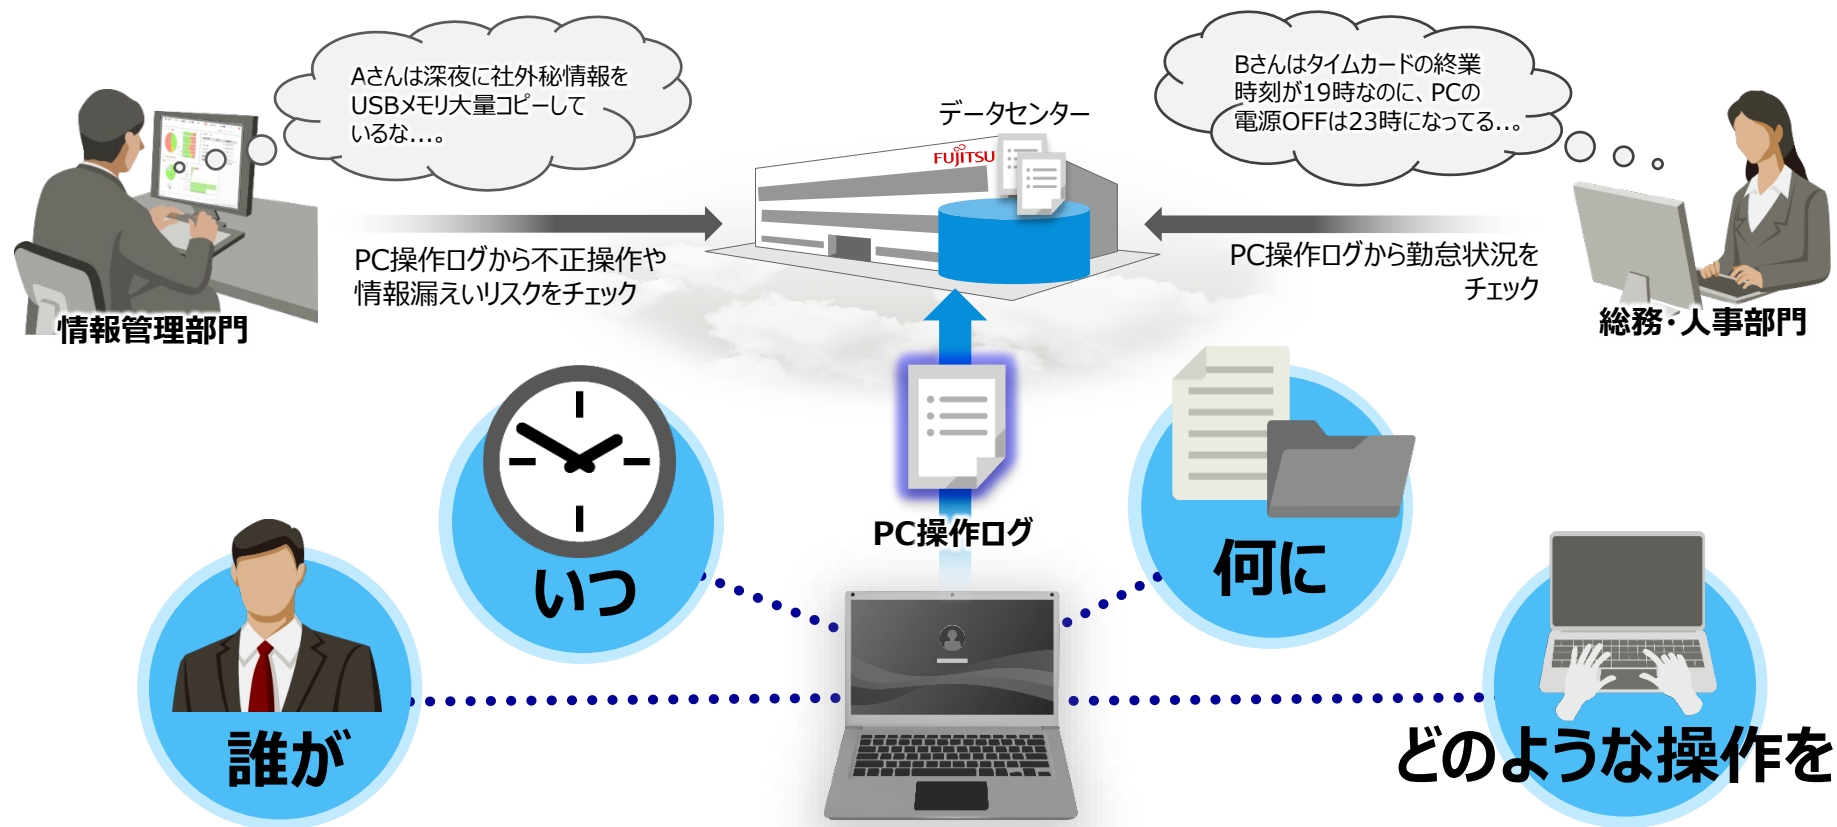 Aさんは深夜に社外秘情報を
USBメモリ大量コピーして
いるな...。
Bさんはタイムカードの終業
時刻が19時なのに、PCの
電源OFFは23時になってる..。
データセンター
FUJITSU
PC操作ログから不正操作や
情報漏えいリスクをチェック
PC操作ログから勤怠状況を
チェック
情報管理部門
総務・人事部門
PC操作ログ
いつ
何に
誰が
どのような操作を